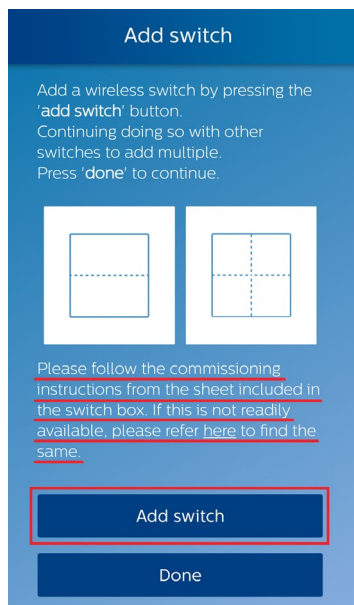 Add switch
Add a wireless switch by pressing the
'add switch' button.
Continuing doing so with other
switches to add multiple.
Press 'done' to continue.
Please follow the commissioning
instructions from the sheet included in
the switch box. If this is not readily
available, please refer here to find the
same.
Add switch
Done